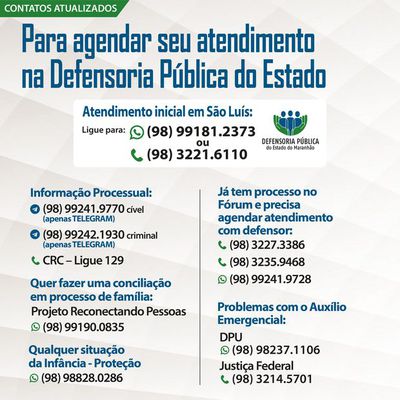 CONTATOS ATUALIZADOS
Para agendar seu atendimento
na Defensoria Pública do Estado
Atendimento inicial em São Luís:
Ligue para: (98) 99181.2373
ou
(98) 3221.6110
DEFENSORIA PÚBLICA
do Estado do Maranhão
Informação Processual:
(98) 99241.9770 cível
(apenas TELEGRAM)
(98) 99242.1930 criminal
(apenas TELEGRAM)
CRC – Ligue 129
Quer fazer uma conciliação
em processo de família:
Projeto Reconectando Pessoas
(98) 99190.0835
Qualquer situação
da Infância - Proteção
(98) 98828.0286
Já tem processo no
Fórum e precisa
agendar atendimento
com defensor:
(98) 3227.3386
(98) 3235.9468
(98) 99241.9728
Problemas com o Auxílio
Emergencial:
DPU
(98) 98237.1106
Justiça Federal
(98) 3214.5701